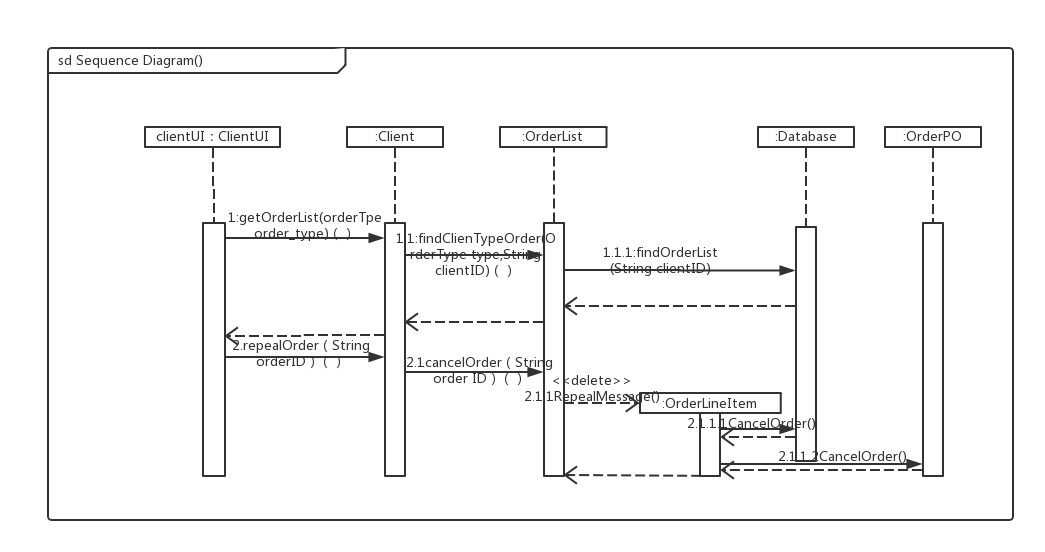 sd Sequence Diagram()
clientUI : ClientUI
:Client
:OrderList
:Database
:OrderPO
1:getOrderList(orderTpe
order_type) ( )
1.1:findClienTypeOrder(O
rderType type,String
clientID) ( )
1.1.1:findOrderList
(String clientID)
2.repealOrder ( String
orderID ) ( )
2.1cancelOrder ( String
order ID ) ( )
<<delete>>
2.1.1RepealMessage()
:OrderLineItem
2.1.1.1CancelOrder()
2.1.1.2CancelOrder()